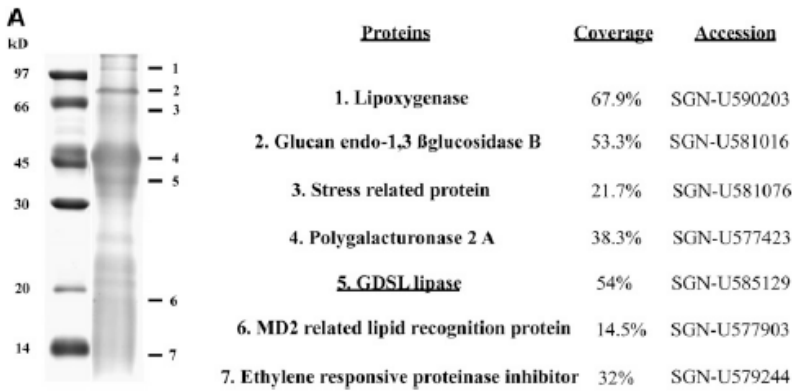 A
kD
97
66
45
30
20
14
1
2
3
4
5
6
7
Proteins Coverage Accession
1. Lipoxygenase 67.9% SGN-U590203
2. Glucan endo-1,3 ßglucosidase B 53.3% SGN-U581016
3. Stress related protein 21.7% SGN-U581076
4. Polygalacturonase 2 A 38.3% SGN-U577423
5. GDSL lipase 54% SGN-U585129
6. MD2 related lipid recognition protein 14.5% SGN-U577903
7. Ethylene responsive proteinase inhibitor 32% SGN-U579244